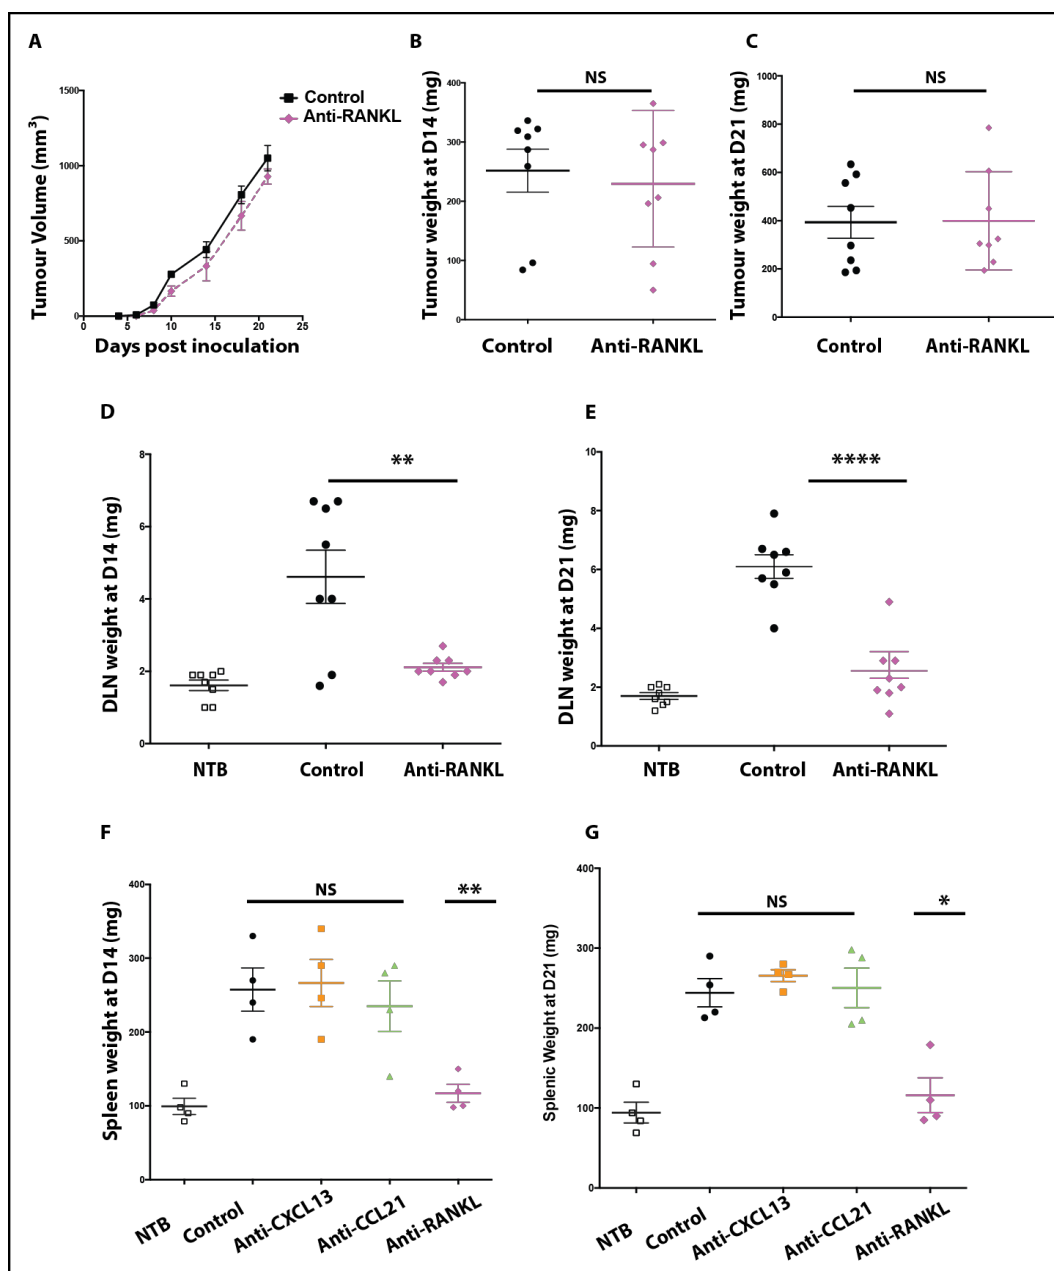 A
Tumour Volume (mm³)
1500
1000
500
0
0 5 10 15 20 25
Days post inoculation
Control
Anti-RANKL
B
Tumour weight at D14 (mg)
400
300
200
100
0
NS
Control Anti-RANKL
C
Tumour weight at D21 (mg)
1000
800
600
400
200
0
NS
Control Anti-RANKL
D
DLN weight at D14 (mg)
8
6
4
2
0
**
NTB Control Anti-RANKL
E
DLN weight at D21 (mg)
10
8
6
4
2
0
****
NTB Control Anti-RANKL
F
Spleen weight at D14 (mg)
400
300
200
100
0
NS **
NTB Control Anti-CXCL13 Anti-CCL21 Anti-RANKL
G
Splenic Weight at D21 (mg)
400
300
200
100
0
NS *
NTB Control Anti-CXCL13 Anti-CCL21 Anti-RANKL